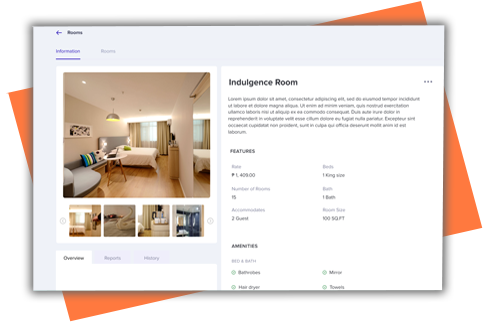 Rooms
Information Rooms
Indulgence Room
Lorem ipsum dolor sit amet, consectetur adipiscing elit, sed do eiusmod tempor incididunt
ut labore et dolore magna aliqua. Ut enim ad minim veniam, quis nostrud exercitation
ullamco laboris nisi ut aliquip ex ea commodo consequat. Duis aute irure dolor in
reprehenderit in voluptate velit esse cillum dolore eu fugiat nulla pariatur. Excepteur sint
occaecat cupidatat non proident, sunt in culpa qui officia deserunt mollit anim id est
laborum.
FEATURES
Rate Beds
₱ 1, 409.00 1 King size
Number of Rooms Bath
15 1 Bath
Accommodates Room Size
2 Guest 100 SQ.FT
Overview Reports History
AMENITIES
BED & BATH
Bathrobes Mirror
Hair dryer Towels